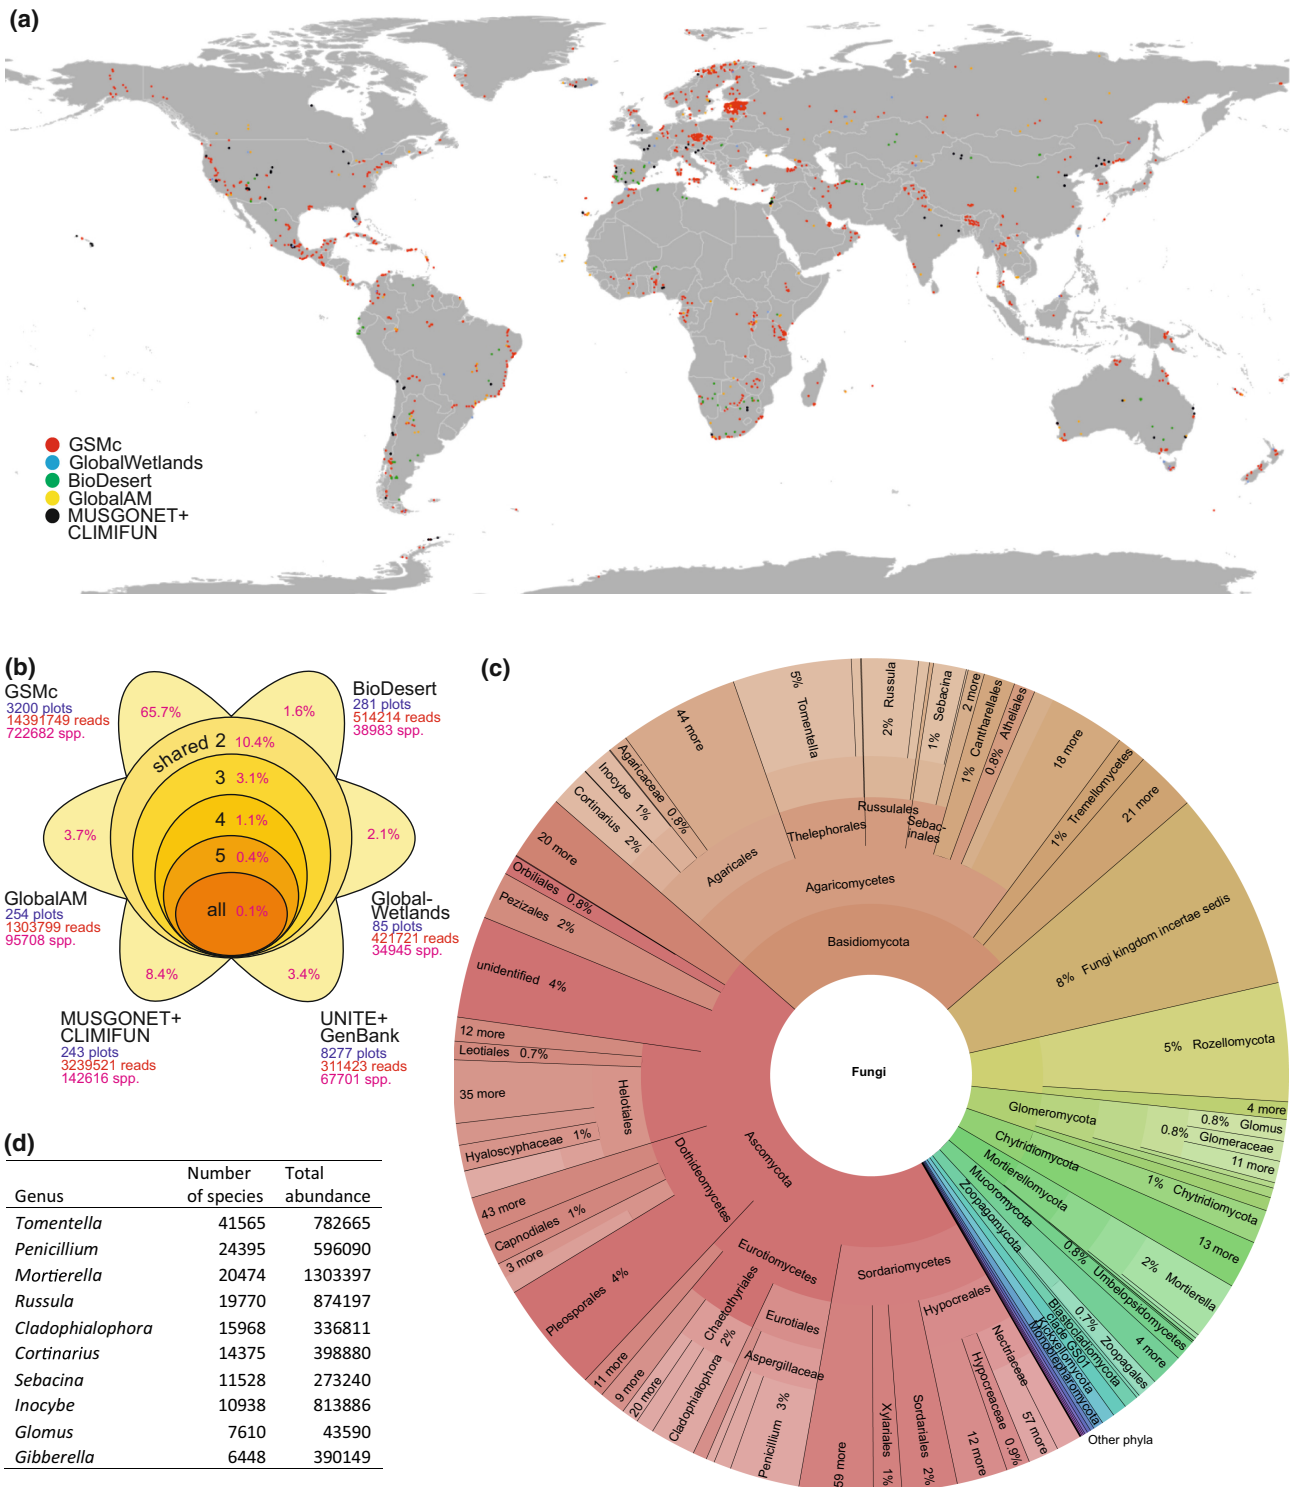 (a)
GSMc
GlobalWetlands
BioDesert
GlobalAM
MUSGONET+
CLIMIFUN
(b)
GSMc
3200 plots
14391749 reads
722682 spp.
BioDesert
281 plots
514214 reads
38983 spp.
65.7%
1.6%
shared 2 10.4%
3 3.1%
4 1.1%
5 0.4%
all 0.1%
3.7%
2.1%
GlobalAM
254 plots
1303799 reads
95708 spp.
Global-
Wetlands
85 plots
421721 reads
34945 spp.
8.4%
3.4%
MUSGONET+
CLIMIFUN
243 plots
3239521 reads
142616 spp.
UNITE+
GenBank
8277 plots
311423 reads
67701 spp.
(c)
Fungi
Basidiomycota
Agaricomycetes
Agaricales
Thelephorales
Russulales
Sebac-
inales
20 more
Cortinarius 2%
Inocybe 1%
Agaricaceae 0.8%
44 more
5% Tomentella
2% Russula
1% Sebacina
2 more
1% Cantharellales
0.8% Atheliales
18 more
1% Tremellomycetes
21 more
8% Fungi kingdom incertae sedis
5% Rozellomycota
4 more
Glomeromycota
0.8% Glomus
0.8% Glomeraceae
11 more
Chytridiomycota
1% Chytridiomycota
13 more
Mortierellomycota
2% Mortierella
Mucoromycota
0.8% Umbelopsidomycetes
4 more
Zoopagomycota
0.7% Zoopagales
Blastocladiomycota
clade GS01
Kickxellomycota
Monoblepharomycota
Other phyla
Ascomycota
Sordariomycetes
Hypocreales
Nectriaceae
57 more
Hypocreaceae 0.9%
12 more
Sordariales 2%
Xylariales 1%
59 more
Eurotiomycetes
Eurotiales
Aspergillaceae
Penicillium 3%
Chaetothyriales
Cladophialophora 2%
20 more
9 more
11 more
Dothideomycetes
Pleosporales 4%
3 more
Capnodiales 1%
43 more
Helotiales
Hyaloscyphaceae 1%
35 more
Leotiales 0.7%
12 more
unidentified 4%
Pezizales 2%
Orbiliales 0.8%
(d)
Genus Number of species Total abundance
Tomentella 41565 782665
Penicillium 24395 596090
Mortierella 20474 1303397
Russula 19770 874197
Cladophialophora 15968 336811
Cortinarius 14375 398880
Sebacina 11528 273240
Inocybe 10938 813886
Glomus 7610 43590
Gibberella 6448 390149